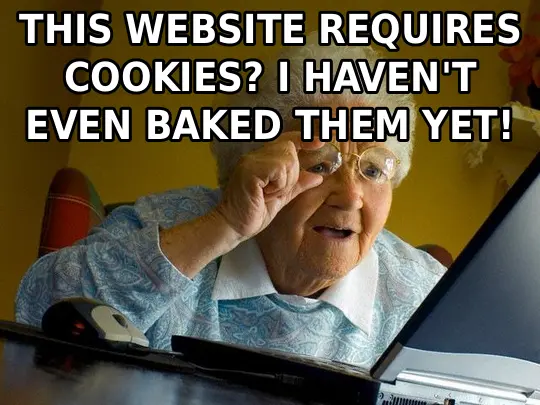 THIS WEBSITE REQUIRES
COOKIES? I HAVEN'T
EVEN BAKED THEM YET!